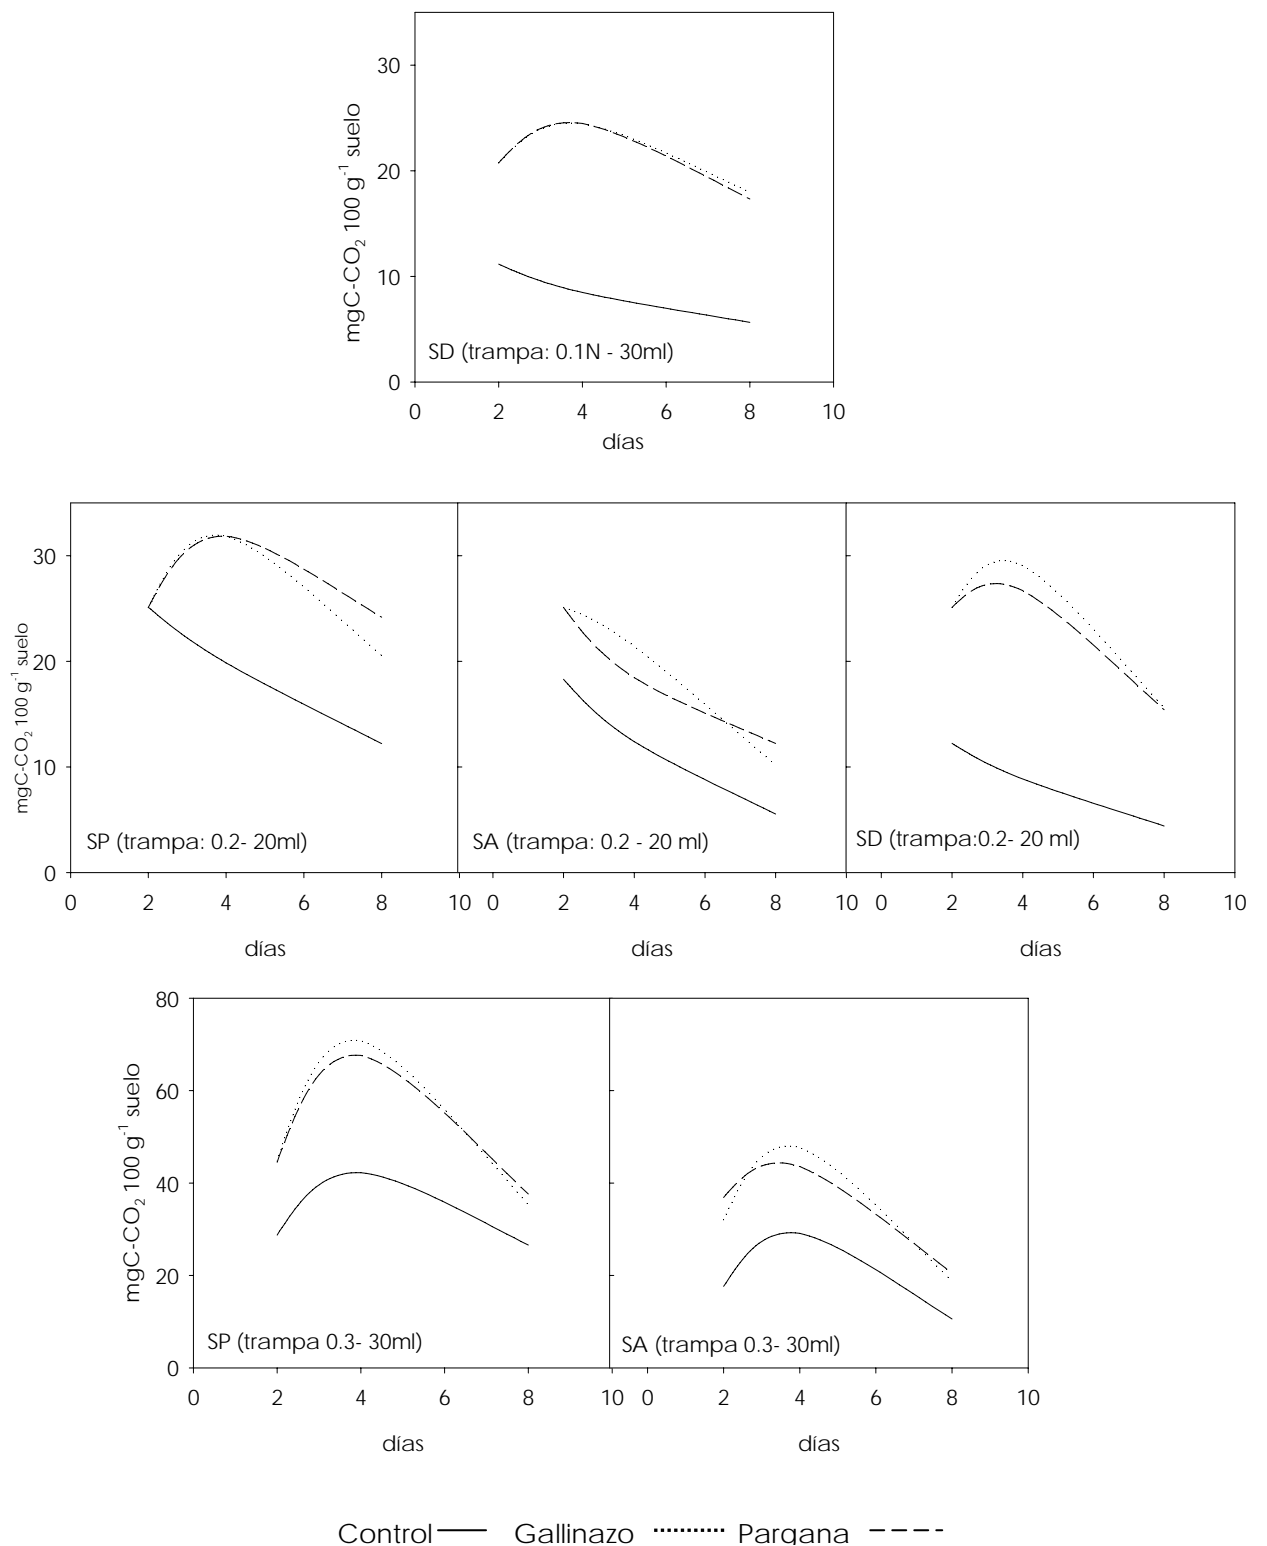 30
20
10
0
mgC-CO₂ 100 g⁻¹ suelo
SD (trampa: 0.1N - 30ml)
0 2 4 6 8 10
días
30
20
10
0
mgC-CO₂ 100 g⁻¹ suelo
SP (trampa: 0.2- 20ml) SA (trampa: 0.2 - 20 ml) SD (trampa:0.2- 20 ml)
0 2 4 6 8 10 0 2 4 6 8 10 0 2 4 6 8 10
días días días
80
60
40
20
0
mgC-CO₂ 100 g⁻¹ suelo
SP (trampa 0.3- 30ml) SA (trampa 0.3- 30ml)
0 2 4 6 8 10 0 2 4 6 8 10
días días
Control Gallinazo Pargana